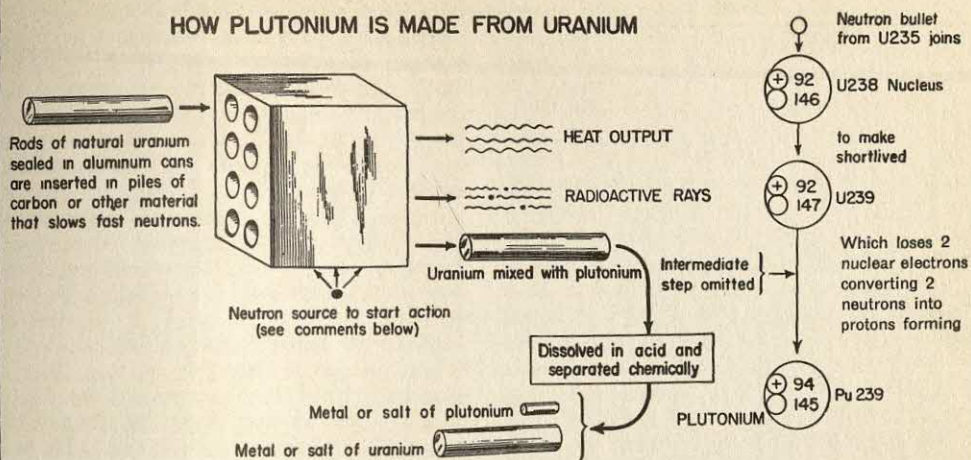 HOW PLUTONIUM IS MADE FROM URANIUM
Rods of natural uranium
sealed in aluminum cans
are inserted in piles of
carbon or other material
that slows fast neutrons.
HEAT OUTPUT
RADIOACTIVE RAYS
Uranium mixed with plutonium
Neutron source to start action
(see comments below)
Intermediate
step omitted
Dissolved in acid and
separated chemically
Metal or salt of plutonium
Metal or salt of uranium
Neutron bullet
from U235 joins
+ 92
146
U238 Nucleus
to make
shortlived
+ 92
147
U239
Which loses 2
nuclear electrons
converting 2
neutrons into
protons forming
+ 94
145
Pu 239
PLUTONIUM